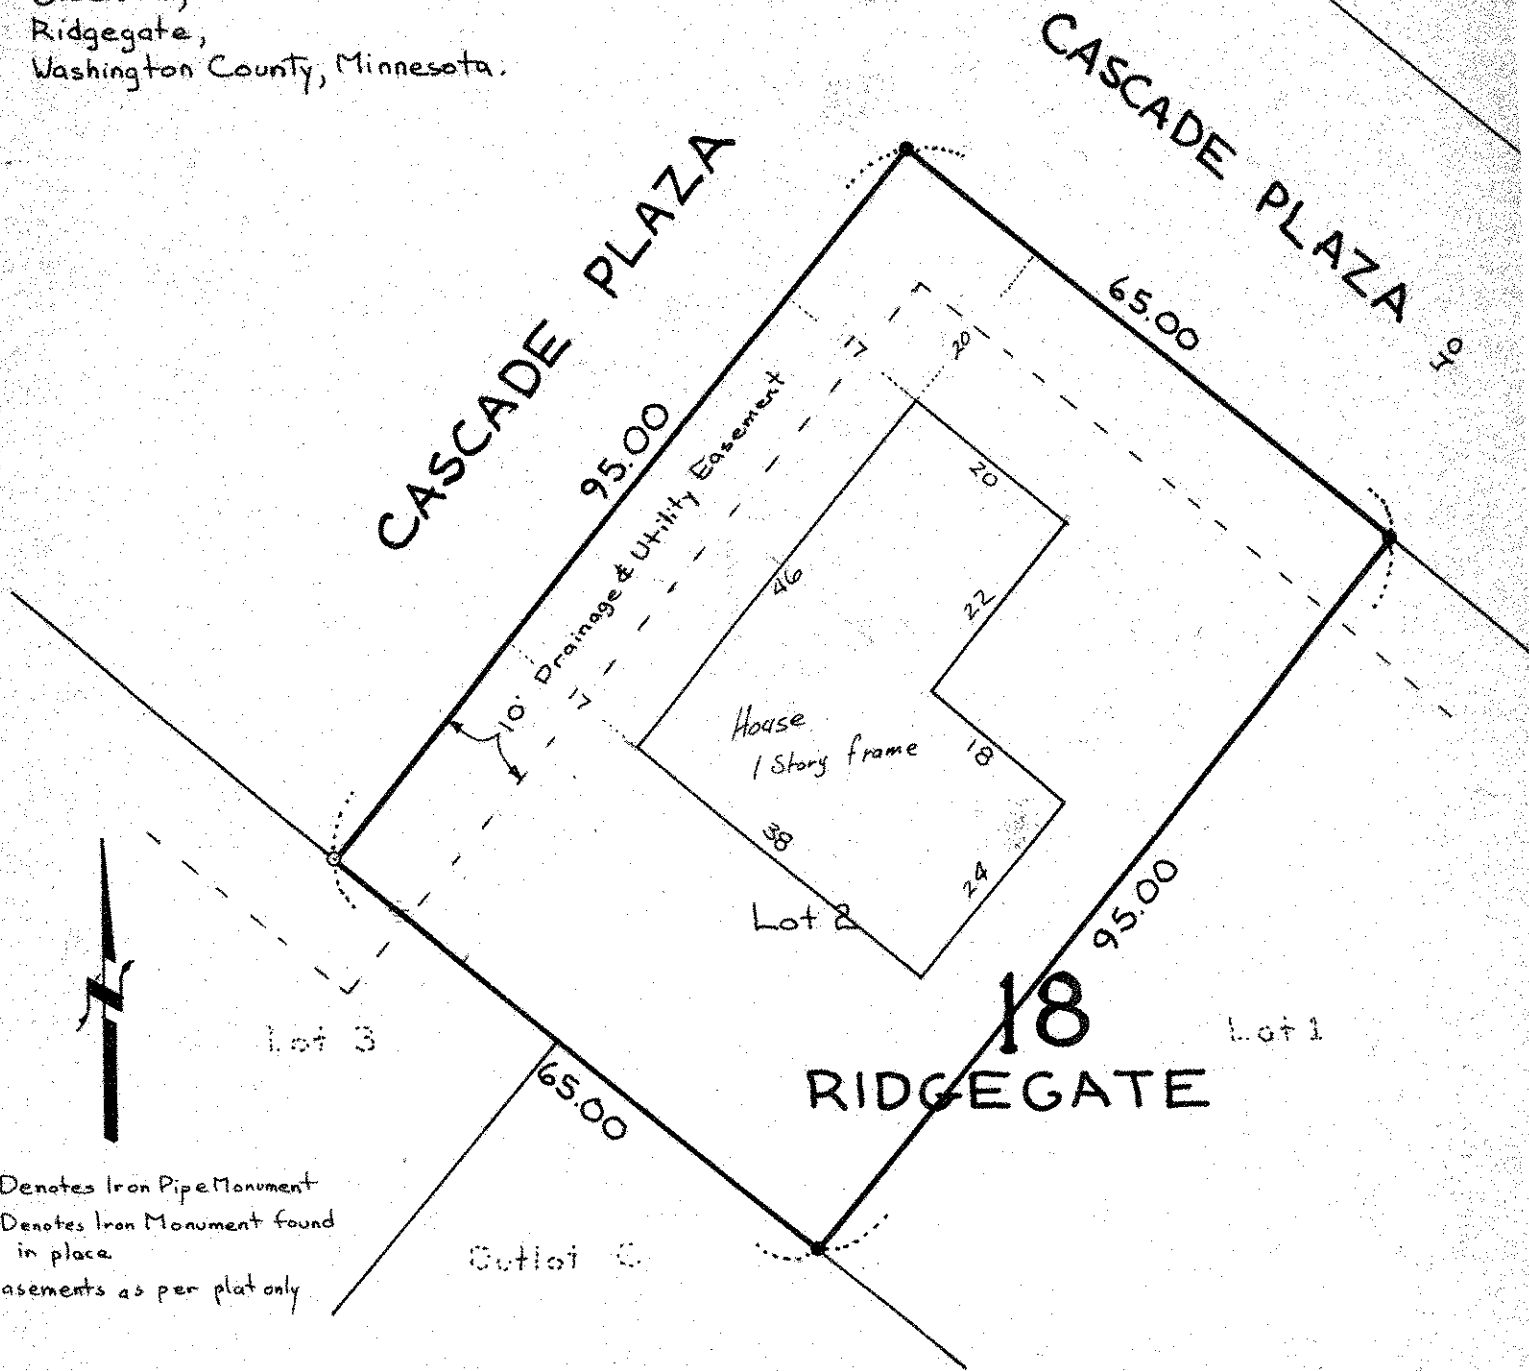 Ridgegate,
Washington County, Minnesota.
CASCADE PLAZA
CASCADE PLAZA
65.00
40
95.00
17
20
Drainage & Utility Easement
20
46
22
10'
17
House
1 Story frame
18
38
24
Lot 2
95.00
18
RIDGEGATE
Lot 1
N
Lot 3
65.00
Denotes Iron Pipe Monument
Denotes Iron Monument found
in place
asements as per plat only
Outlot C